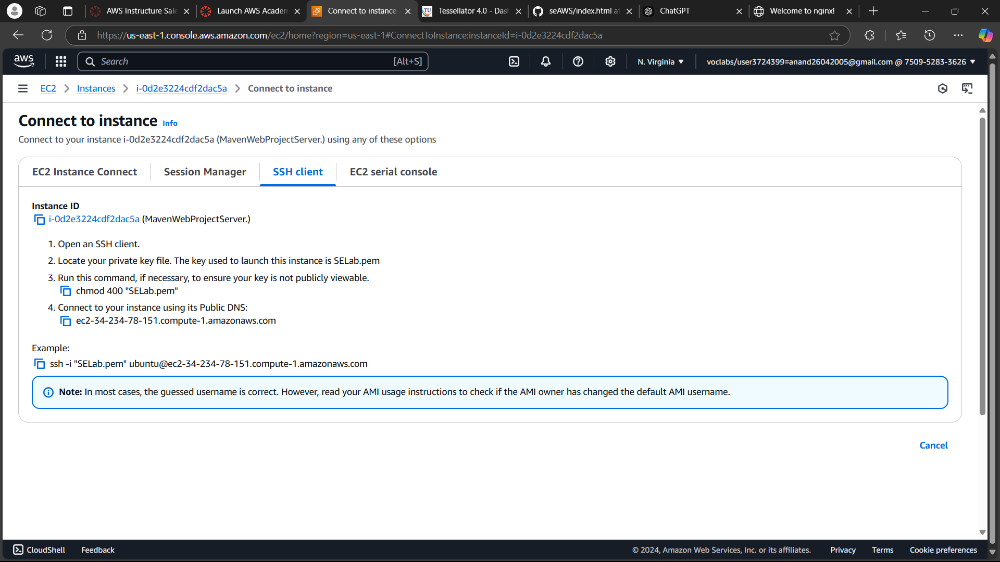 AWS Instructure Sale
Launch AWS Academ
Connect to instance
TU
Tessellator 4.0 - Dash
seAWS/index.html at
ChatGPT
Welcome to nginx!
https://us-east-1.console.aws.amazon.com/ec2/home?region=us-east-1#ConnectToInstance:instanceId=i-0d2e3224cdf2dac5a
aws
Search
[Alt+S]
N. Virginia
voclabs/user3724399=anand26042005@gmail.com @ 7509-5283-3626
EC2 > Instances > i-0d2e3224cdf2dac5a > Connect to instance
Connect to instance Info
Connect to your instance i-0d2e3224cdf2dac5a (MavenWebProjectServer.) using any of these options
EC2 Instance Connect
Session Manager
SSH client
EC2 serial console
Instance ID
i-0d2e3224cdf2dac5a (MavenWebProjectServer.)
1. Open an SSH client.
2. Locate your private key file. The key used to launch this instance is SELab.pem
3. Run this command, if necessary, to ensure your key is not publicly viewable.
chmod 400 "SELab.pem"
4. Connect to your instance using its Public DNS:
ec2-34-234-78-151.compute-1.amazonaws.com
Example:
ssh -i "SELab.pem" ubuntu@ec2-34-234-78-151.compute-1.amazonaws.com
Note: In most cases, the guessed username is correct. However, read your AMI usage instructions to check if the AMI owner has changed the default AMI username.
Cancel
CloudShell
Feedback
© 2024, Amazon Web Services, Inc. or its affiliates.
Privacy
Terms
Cookie preferences